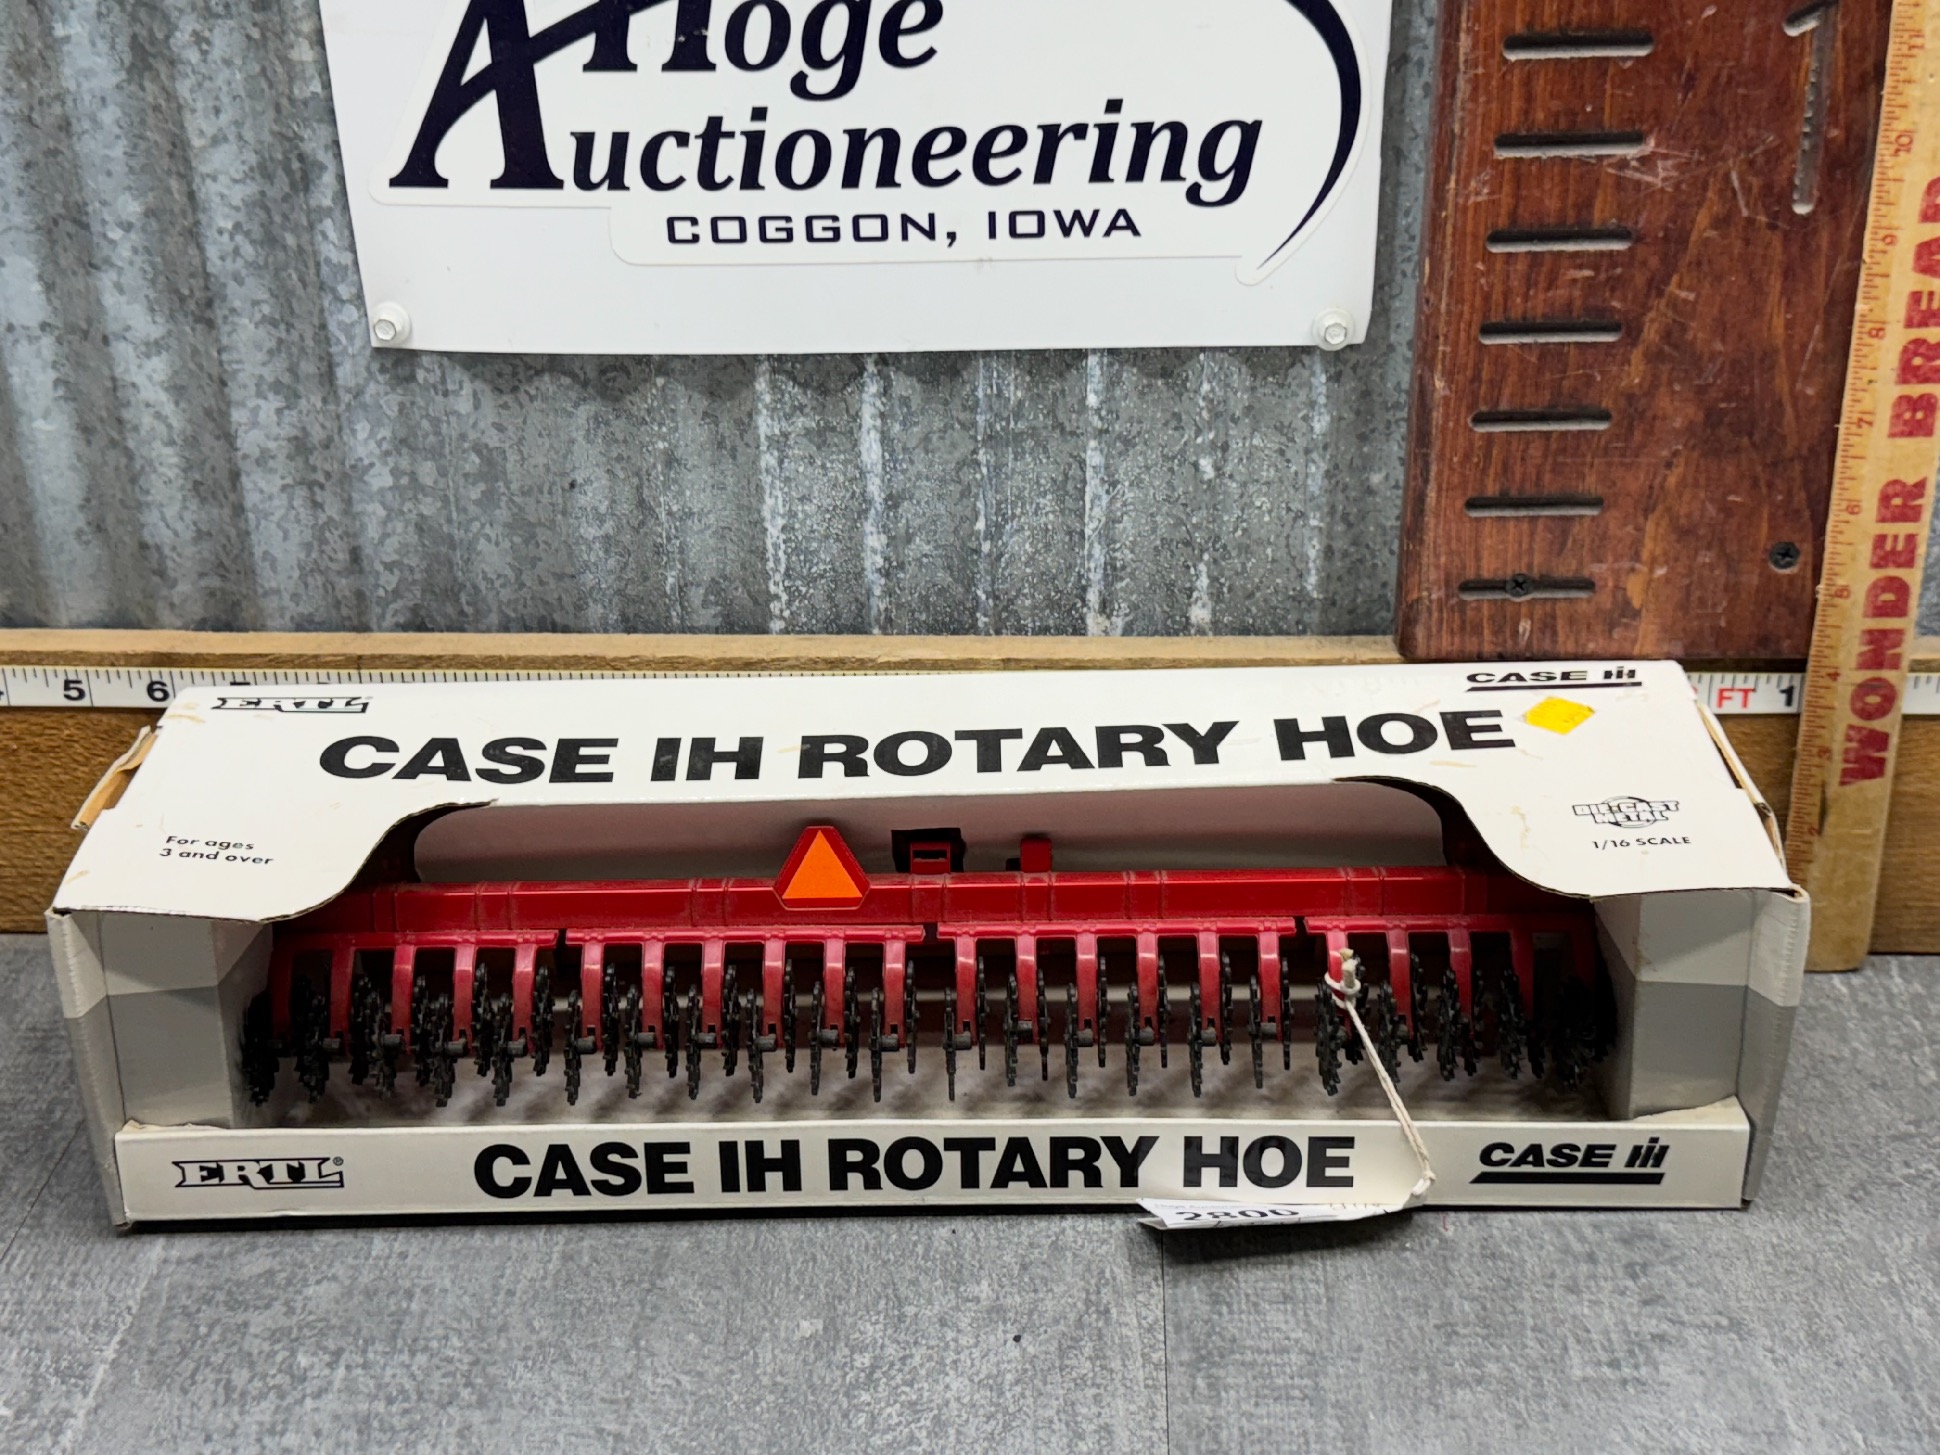 Hoge
Auctioneering
COGGON, IOWA
WONDER BREAD
5 6
FT 1
ERTL
CASE IH
CASE IH ROTARY HOE
For ages
3 and over
DIE-CAST
METAL
1/16 SCALE
ERTL®
CASE IH ROTARY HOE
CASE IH
2800